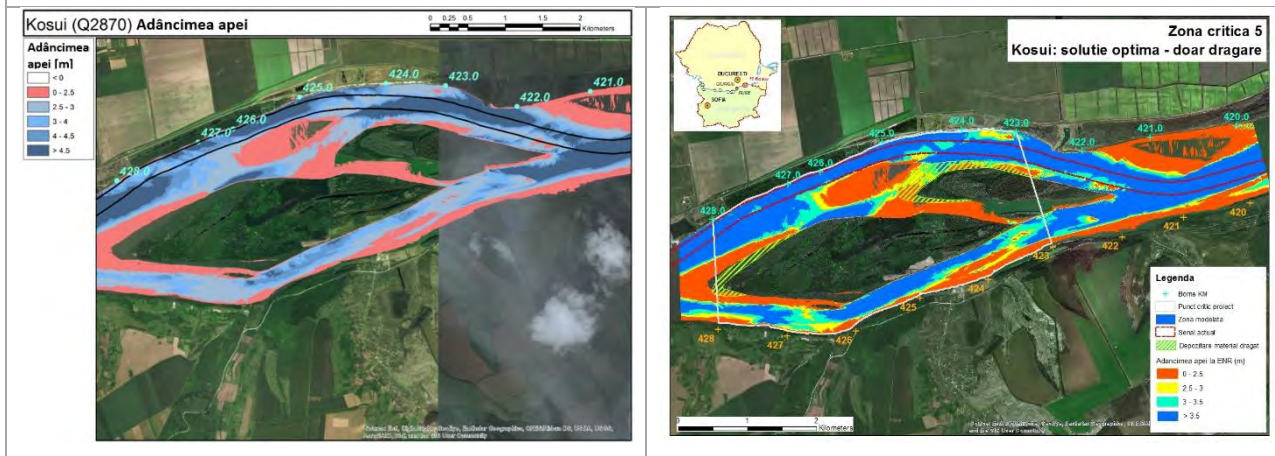 Kosui (Q2870) Adâncimea apei
0 0.25 0.5 1 1.5 2
Kilometers
Adâncimea
apei [m]
< 0
0 - 2.5
2.5 - 3
3 - 4
4 - 4.5
> 4.5
428.0
427.0
426.0
425.0
424.0
423.0
422.0
421.0
Zona critica 5
Kosui: solutie optima - doar dragare
BUCURESTI
SOFIA
428.0
427.0
426.0
425.0
424.0
423.0
422.0
421.0
420.0
428
427
426
425
424
423
422
421
420
Legenda
Borne KM
Punct critic proiect
Zona modelata
Senal actual
Depozitare material dragat
Adancimea apei la ENR (m)
0 - 2.5
2.5 - 3
3 - 3.5
> 3.5
0 1 2
Kilometers